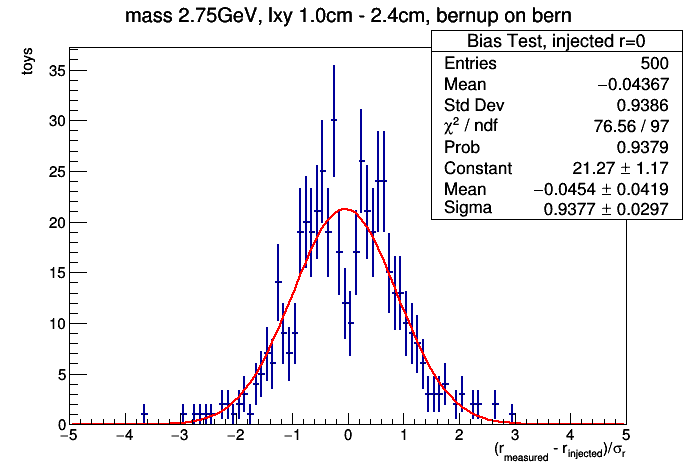 mass 2.75GeV, lxy 1.0cm - 2.4cm, bernup on bern
toys
Bias Test, injected r=0
Entries 500
Mean −0.04367
Std Dev 0.9386
χ² / ndf 76.56 / 97
Prob 0.9379
Constant 21.27 ± 1.17
Mean −0.0454 ± 0.0419
Sigma 0.9377 ± 0.0297
35
30
25
20
15
10
5
0
−5 −4 −3 −2 −1 0 1 2 3 4 5
(r_measured - r_injected)/σ_r